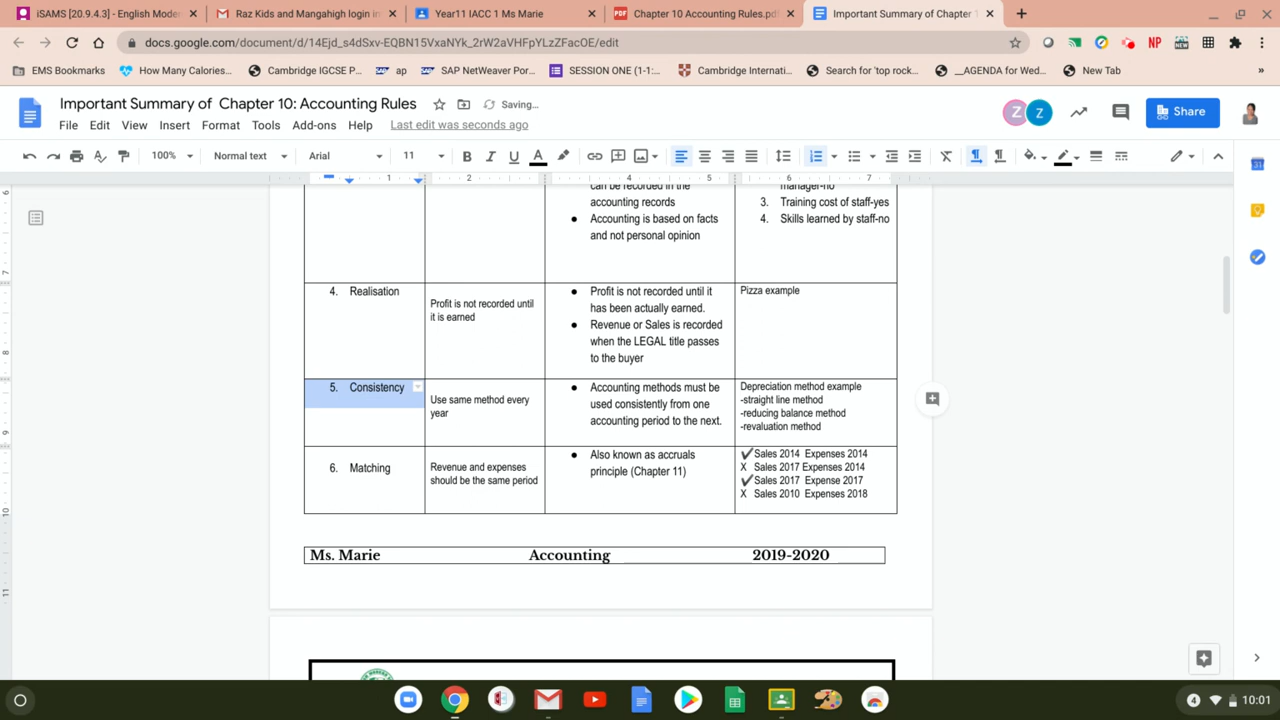 iSAMS [20.9.4.3] - English Moder
Raz Kids and Mangahigh login in
Year11 IACC 1 Ms Marie
Chapter 10 Accounting Rules.pdf
Important Summary of Chapter 1
docs.google.com/document/d/14Ejd_s4dSxv-EQBN15VxaNYk_2rW2aVHFpYLzZFacOE/edit
EMS Bookmarks
How Many Calories...
Cambridge IGCSE P...
ap
SAP NetWeaver Por...
SESSION ONE (1-1:...
Cambridge Internati...
Search for 'top rock...
__AGENDA for Wed...
New Tab
Important Summary of Chapter 10: Accounting Rules
Saving...
File Edit View Insert Format Tools Add-ons Help Last edit was seconds ago
Z Z
Share
100% Normal text Arial 11
can be recorded in the
accounting records
● Accounting is based on facts
and not personal opinion
manager-no
3. Training cost of staff-yes
4. Skills learned by staff-no
4. Realisation
Profit is not recorded until
it is earned
● Profit is not recorded until it
has been actually earned.
● Revenue or Sales is recorded
when the LEGAL title passes
to the buyer
Pizza example
5. Consistency
Use same method every
year
● Accounting methods must be
used consistently from one
accounting period to the next.
Depreciation method example
-straight line method
-reducing balance method
-revaluation method
6. Matching
Revenue and expenses
should be the same period
● Also known as accruals
principle (Chapter 11)
✔Sales 2014 Expenses 2014
X Sales 2017 Expenses 2014
✔Sales 2017 Expense 2017
X Sales 2010 Expenses 2018
Ms. Marie Accounting 2019-2020
4 10:01